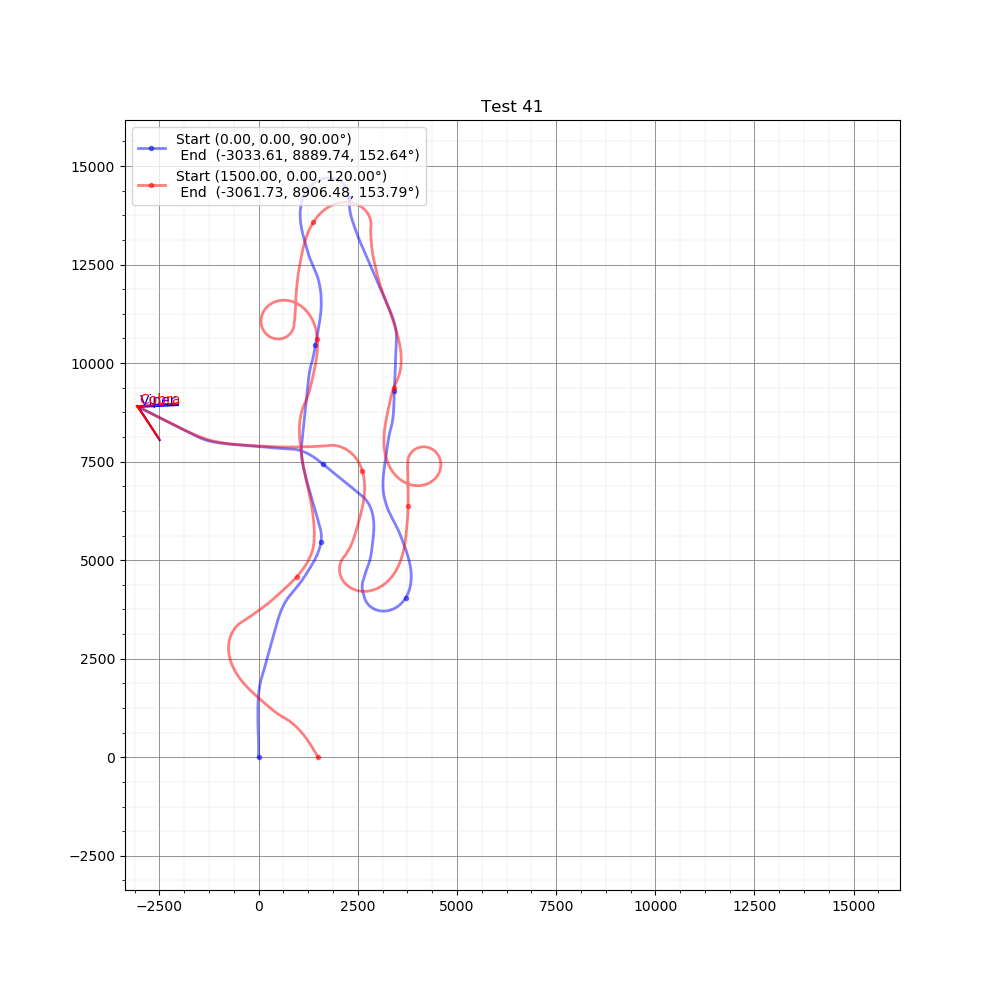 Test 41
Start (0.00, 0.00, 90.00°)
End  (-3033.61, 8889.74, 152.64°)
Start (1500.00, 0.00, 120.00°)
End  (-3061.73, 8906.48, 153.79°)
15000
12500
10000
7500
5000
2500
0
−2500
Viper
Cobra
−2500 0 2500 5000 7500 10000 12500 15000